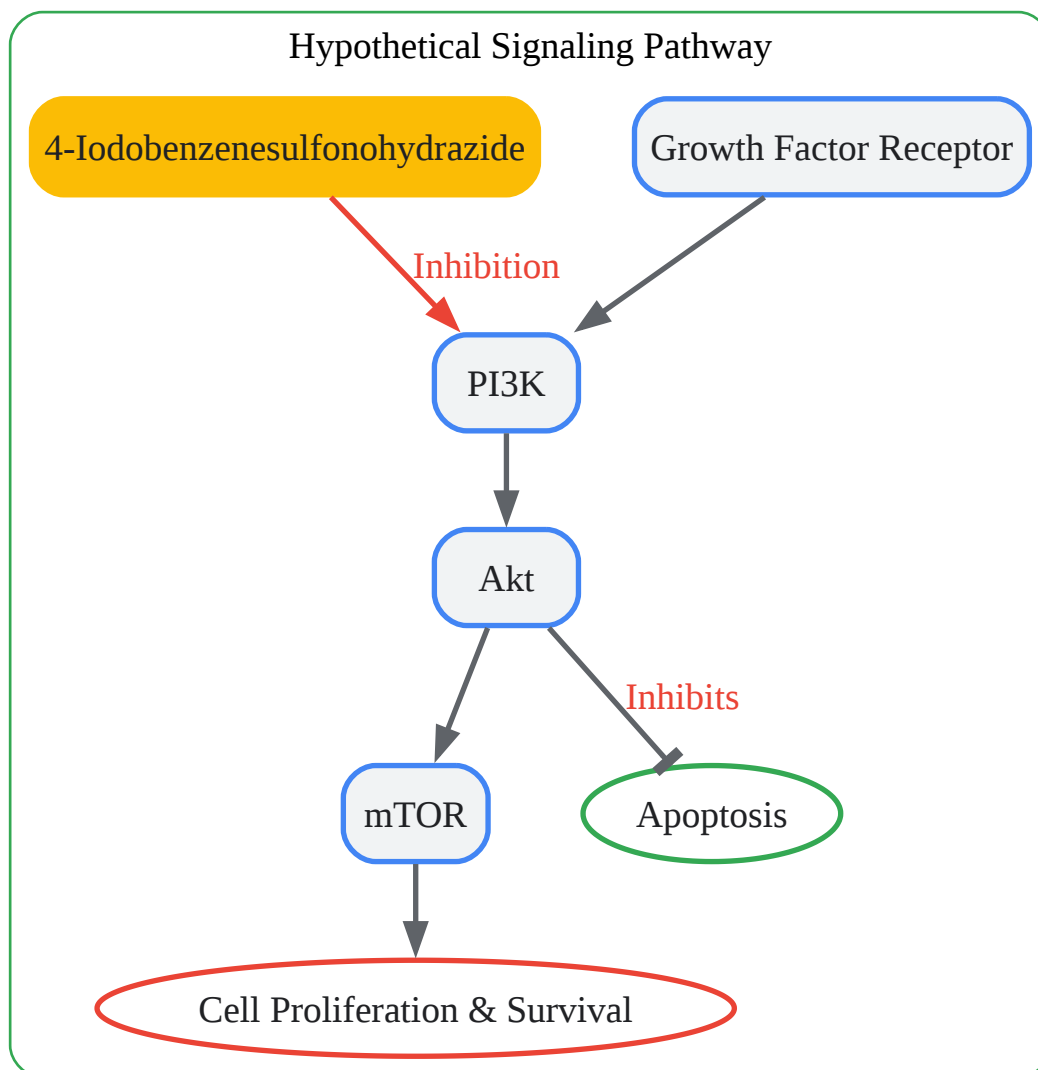 Hypothetical Signaling Pathway
4-Iodobenzenesulfonohydrazide
Growth Factor Receptor
Inhibition
PI3K
Akt
Inhibits
mTOR
Apoptosis
Cell Proliferation & Survival